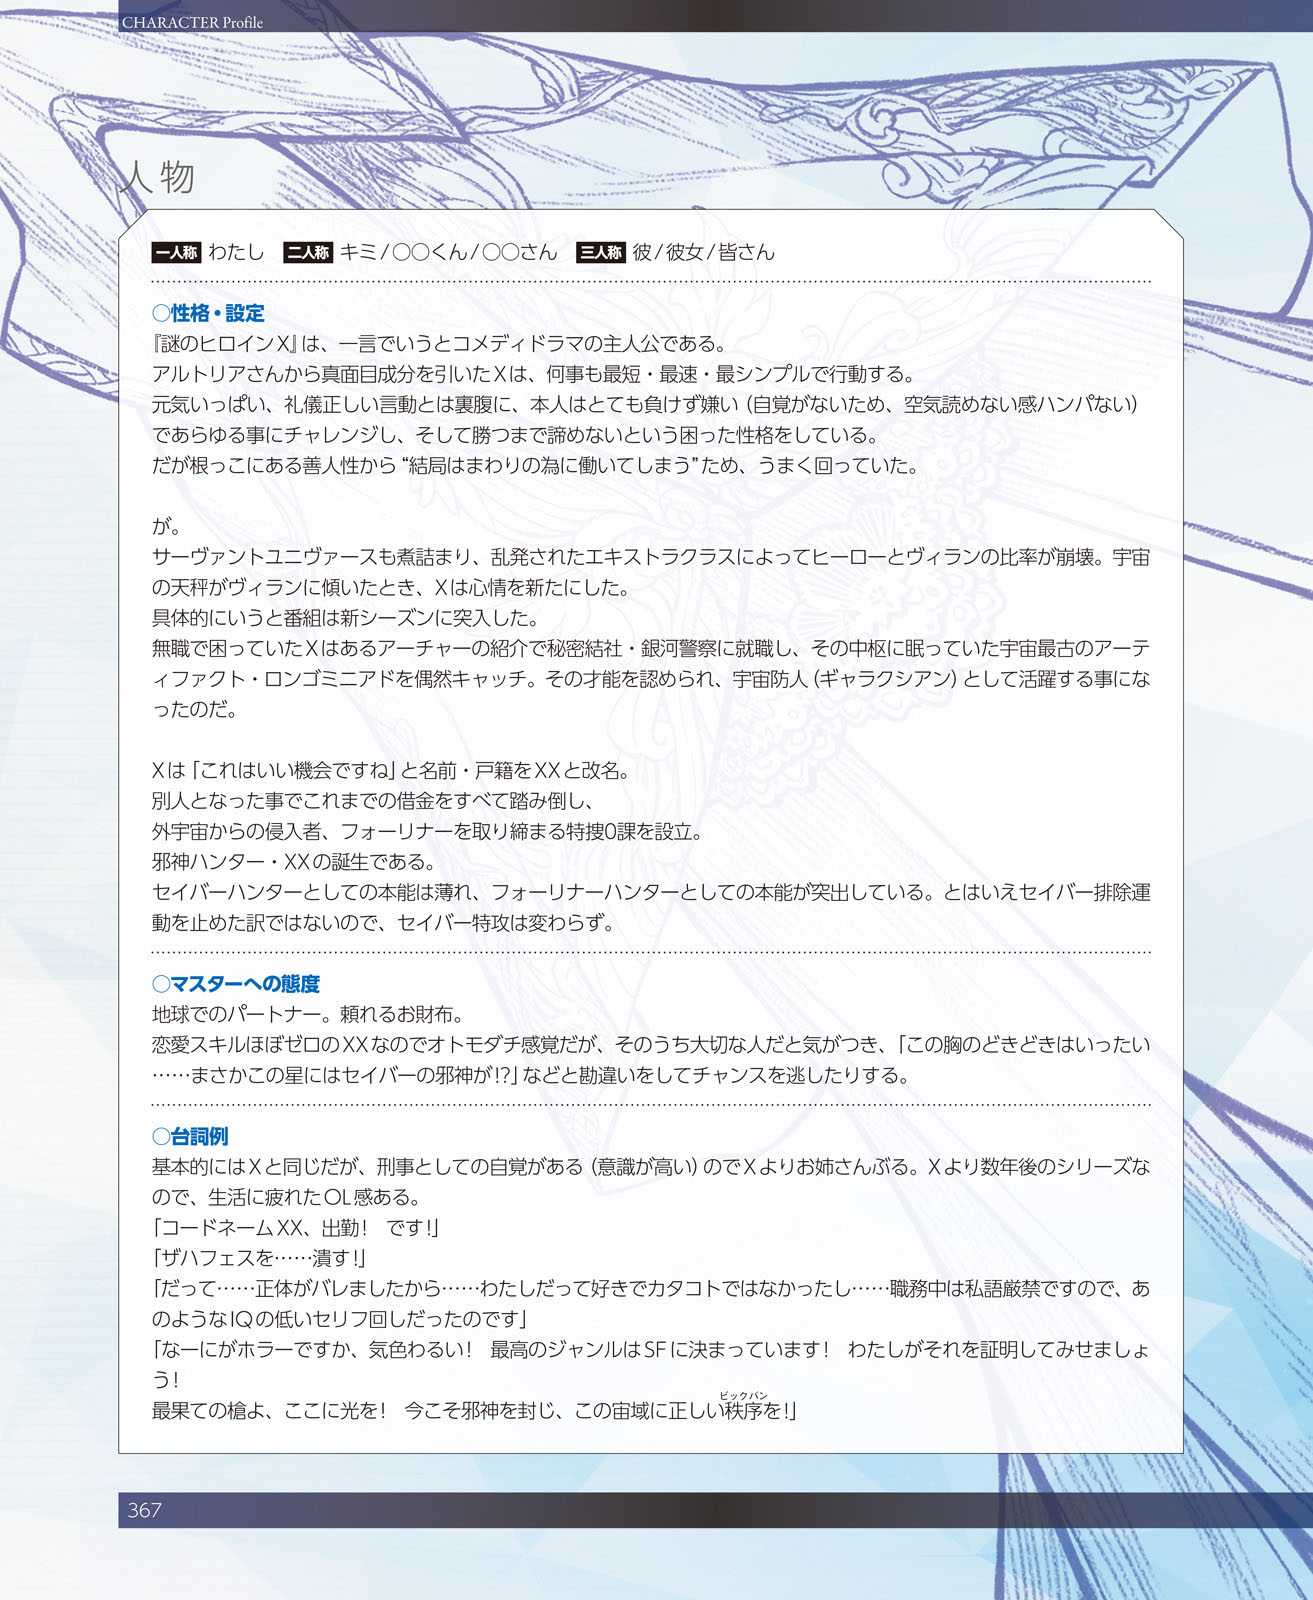 CHARACTER Profile
人物
一人称 わたし 二人称 キミ/○○くん/○○さん 三人称 彼/彼女/皆さん
○性格・設定
『謎のヒロインX』は、一言でいうとコメディドラマの主人公である。
アルトリアさんから真面目成分を引いたXは、何事も最短・最速・最シンプルで行動する。
元気いっぱい、礼儀正しい言動とは裏腹に、本人はとても負けず嫌い（自覚がないため、空気読めない感ハンパない）
であらゆる事にチャレンジし、そして勝つまで諦めないという困った性格をしている。
だが根っこにある善人性から“結局はまわりの為に働いてしまう”ため、うまく回っていた。
が。
サーヴァントユニヴァースも煮詰まり、乱発されたエキストラクラスによってヒーローとヴィランの比率が崩壊。宇宙
の天秤がヴィランに傾いたとき、Xは心情を新たにした。
具体的にいうと番組は新シーズンに突入した。
無職で困っていたXはあるアーチャーの紹介で秘密結社・銀河警察に就職し、その中枢に眠っていた宇宙最古のアーテ
ィファクト・ロンゴミニアドを偶然キャッチ。その才能を認められ、宇宙防人（ギャラクシアン）として活躍する事にな
ったのだ。
Xは「これはいい機会ですね」と名前・戸籍をXXと改名。
別人となった事でこれまでの借金をすべて踏み倒し、
外宇宙からの侵入者、フォーリナーを取り締まる特捜0課を設立。
邪神ハンター・XXの誕生である。
セイバーハンターとしての本能は薄れ、フォーリナーハンターとしての本能が突出している。とはいえセイバー排除運
動を止めた訳ではないので、セイバー特攻は変わらず。
○マスターへの態度
地球でのパートナー。頼れるお財布。
恋愛スキルほぼゼロのXXなのでオトモダチ感覚だが、そのうち大切な人だと気がつき、「この胸のどきどきはいったい
……まさかこの星にはセイバーの邪神が!?」などと勘違いをしてチャンスを逃したりする。
○台詞例
基本的にはXと同じだが、刑事としての自覚がある（意識が高い）のでXよりお姉さんぶる。Xより数年後のシリーズな
ので、生活に疲れたOL感ある。
「コードネームXX、出勤！　です！」
「ザハフェスを……潰す！」
「だって……正体がバレましたから……わたしだって好きでカタコトではなかったし……職務中は私語厳禁ですので、あ
のようなIQの低いセリフ回しだったのです」
「なーにがホラーですか、気色わるい！　最高のジャンルはSFに決まっています！　わたしがそれを証明してみせましょ
う！
ビックバン
最果ての槍よ、ここに光を！　今こそ邪神を封じ、この宙域に正しい秩序を！」
367